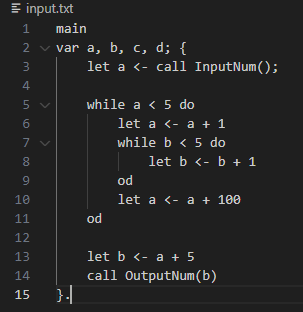 input.txt
1 main
2 var a, b, c, d; {
3     let a <- call InputNum();
4
5     while a < 5 do
6         let a <- a + 1
7         while b < 5 do
8             let b <- b + 1
9         od
10         let a <- a + 100
11     od
12
13     let b <- a + 5
14     call OutputNum(b)
15 }.